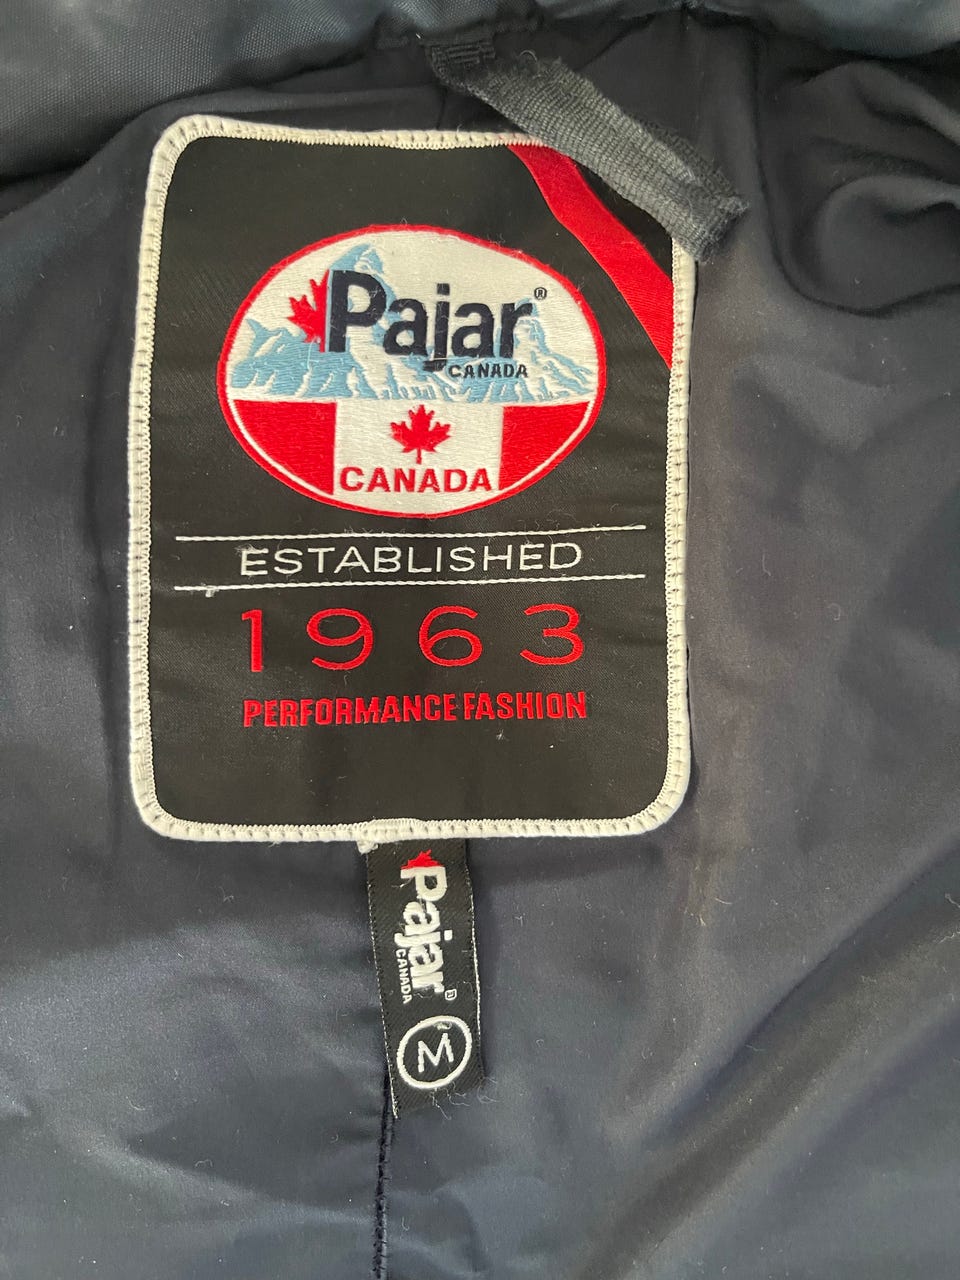 Pajar®
CANADA
CANADA
ESTABLISHED
1963
PERFORMANCE FASHION
Pajar®
CANADA
M